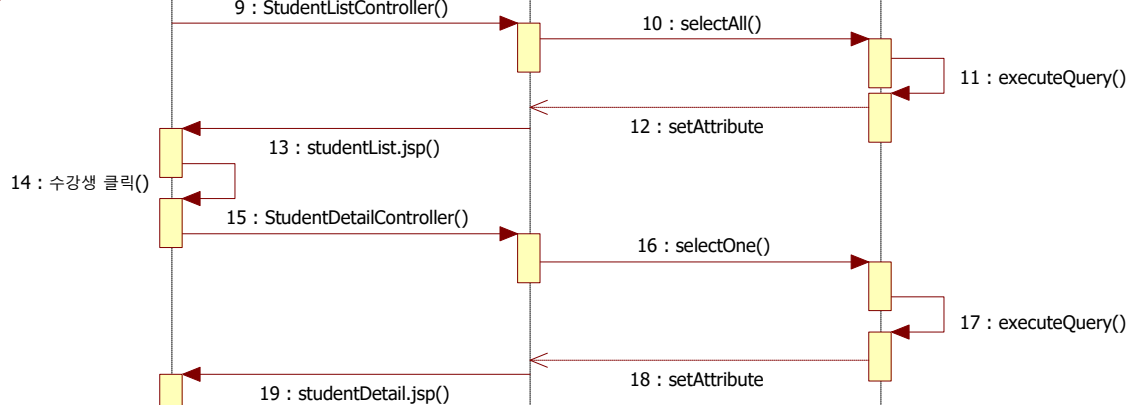 9 : StudentListController()
10 : selectAll()
11 : executeQuery()
12 : setAttribute
13 : studentList.jsp()
14 : 수강생 클릭()
15 : StudentDetailController()
16 : selectOne()
17 : executeQuery()
18 : setAttribute
19 : studentDetail.jsp()